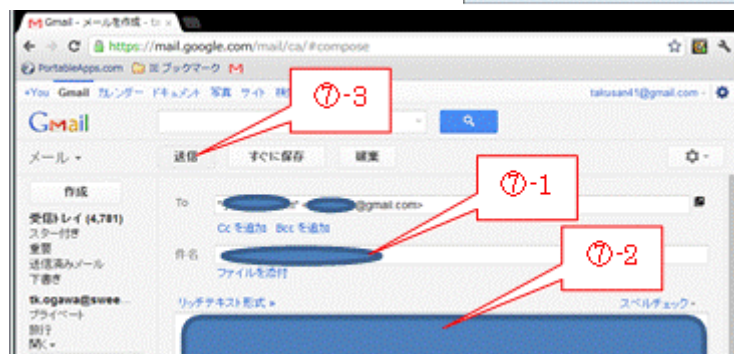 Gmail - メールを作成 - t
https://mail.google.com/mail/ca/#compose
PortableApps.com ブックマーク
+You Gmail カレンダー ドキュメント 写真 サイト
takusan41@gmail.com
⑦-3
Gmail
メール
送信 すぐに保存 破棄
⑦-1
作成
To @gmail.com>
受信トレイ (4,781)
Cc を追加 Bcc を追加
スター付き
重要
件名
⑦-2
送信済みメール
ファイルを添付
下書き
tk.ogawa@swee...
リッチテキスト形式 »
スペルチェック
プライベート
旅行
開く